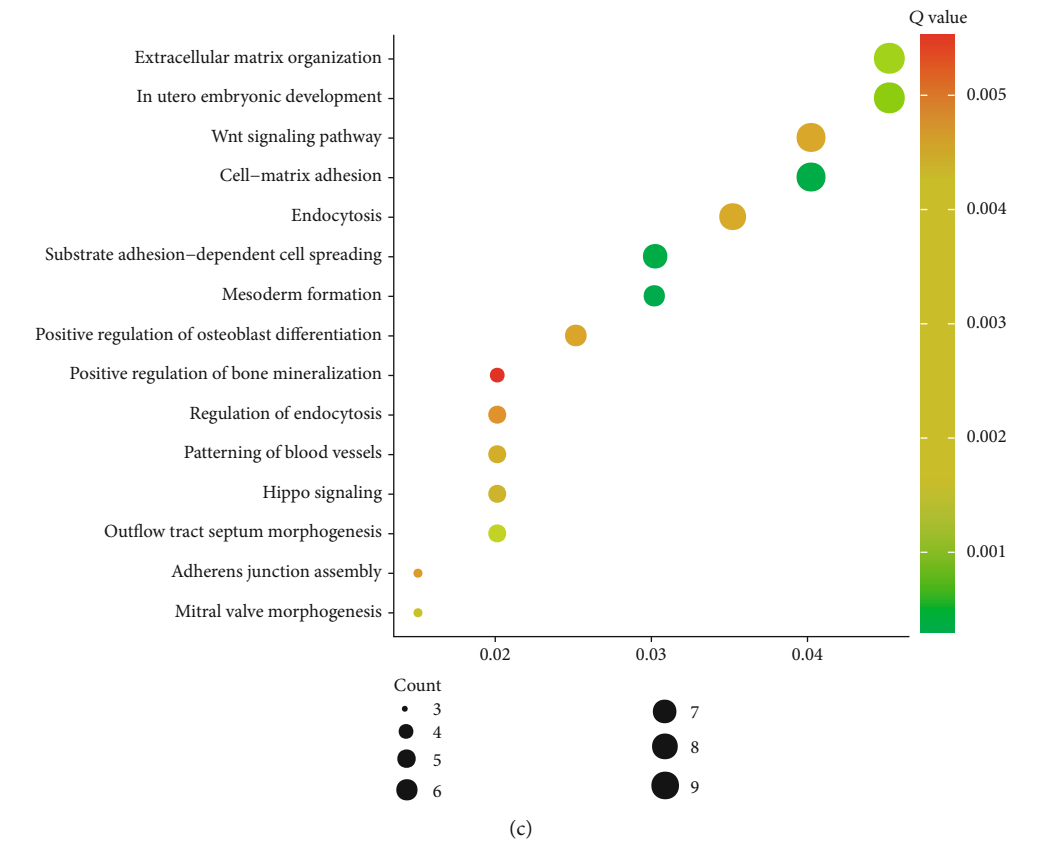 Q value
Extracellular matrix organization
In utero embryonic development
Wnt signaling pathway
Cell−matrix adhesion
Endocytosis
Substrate adhesion−dependent cell spreading
Mesoderm formation
Positive regulation of osteoblast differentiation
Positive regulation of bone mineralization
Regulation of endocytosis
Patterning of blood vessels
Hippo signaling
Outflow tract septum morphogenesis
Adherens junction assembly
Mitral valve morphogenesis
0.005
0.004
0.003
0.002
0.001
0.02 0.03 0.04
Count
3
4
5
6
7
8
9
(c)